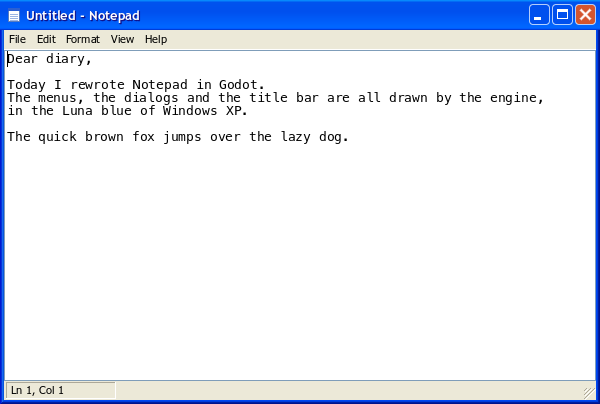 Untitled - Notepad
File Edit Format View Help
Dear diary,
Today I rewrote Notepad in Godot.
The menus, the dialogs and the title bar are all drawn by the engine,
in the Luna blue of Windows XP.
The quick brown fox jumps over the lazy dog.
Ln 1, Col 1